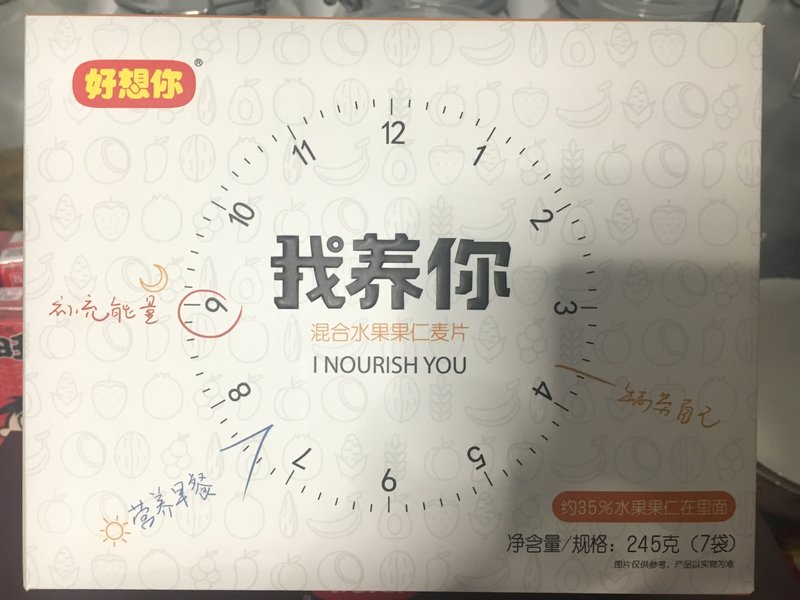 好想你®
12
1
2
3
4
5
6
7
8
9
10
11
我养你
混合水果果仁麦片
I NOURISH YOU
补充能量
犒劳自己
营养早餐
约35%水果果仁在里面
净含量/规格：245克（7袋）
图片仅供参考，产品以实物为准